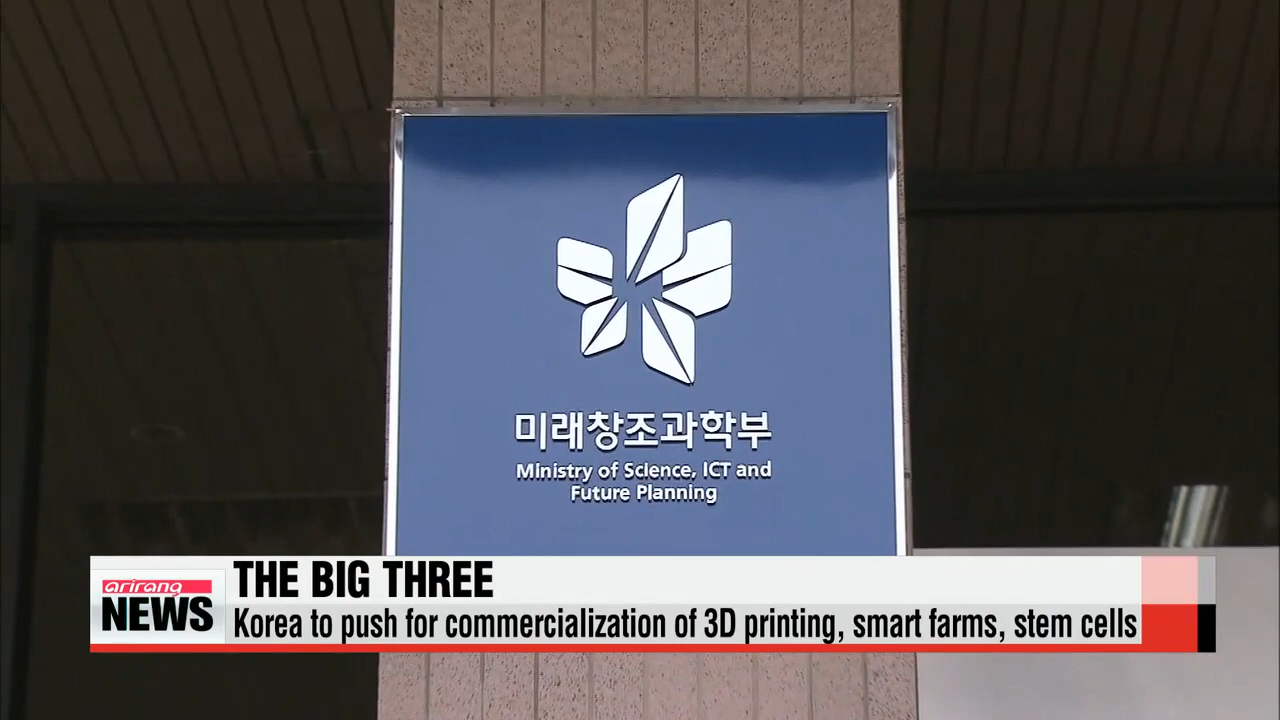 미래창조과학부
Ministry of Science, ICT and
Future Planning
arirang
NEWS
THE BIG THREE
Korea to push for commercialization of 3D printing, smart farms, stem cells